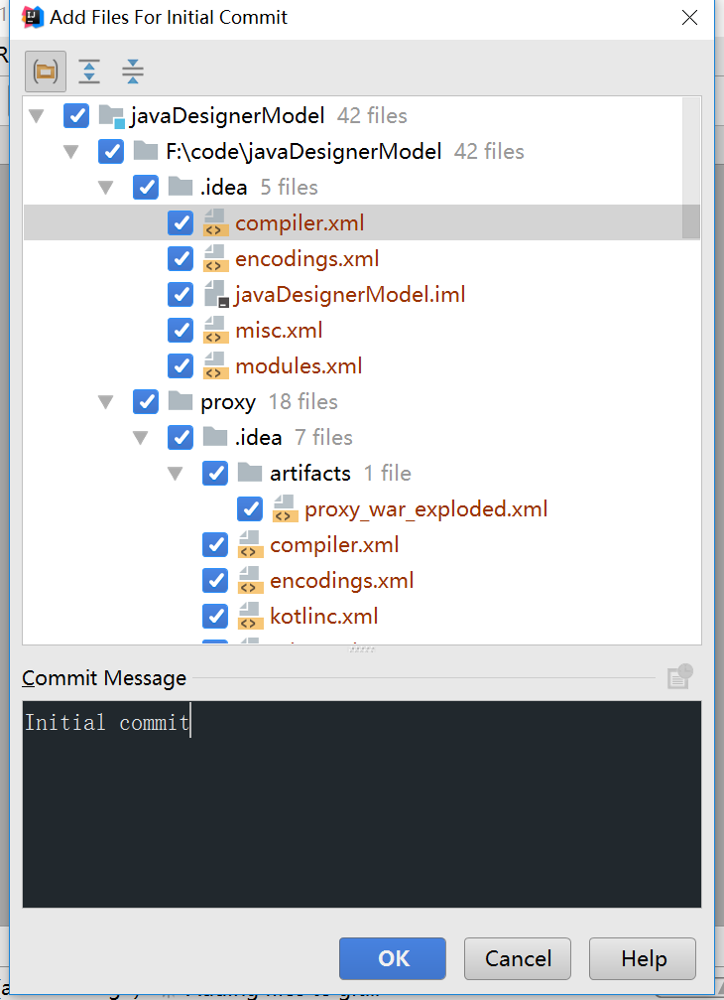 Add Files For Initial Commit
javaDesignerModel 42 files
F:\code\javaDesignerModel 42 files
.idea 5 files
compiler.xml
encodings.xml
javaDesignerModel.iml
misc.xml
modules.xml
proxy 18 files
.idea 7 files
artifacts 1 file
proxy_war_exploded.xml
compiler.xml
encodings.xml
kotlinc.xml
Commit Message
Initial commit
OK Cancel Help